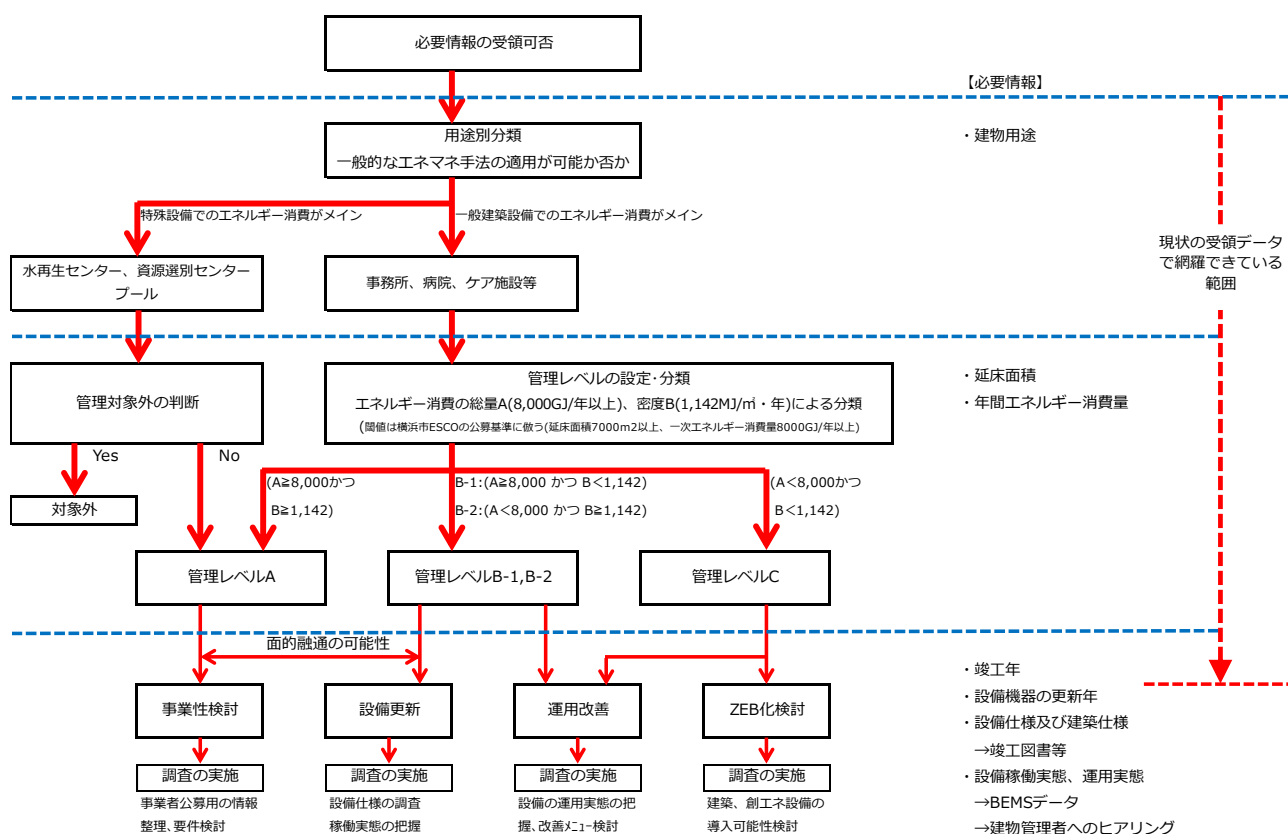 必要情報の受領可否
【必要情報】
用途別分類
一般的なエネマネ手法の適用が可能か否か
・建物用途
特殊設備でのエネルギー消費がメイン
一般建築設備でのエネルギー消費がメイン
現状の受領データ
で網羅できている
範囲
水再生センター、資源選別センター
プール
事務所、病院、ケア施設等
管理対象外の判断
管理レベルの設定・分類
エネルギー消費の総量A(8,000GJ/年以上)、密度B(1,142MJ/㎡・年)による分類
(閾値は横浜市ESCOの公募基準に倣う(延床面積7000m2以上、一次エネルギー消費量8000GJ/年以上)
・延床面積
・年間エネルギー消費量
Yes
No
対象外
(A≧8,000かつ
B≧1,142)
B-1:(A≧8,000 かつ B<1,142)
B-2:(A<8,000 かつ B≧1,142)
(A<8,000かつ
B<1,142)
管理レベルA
管理レベルB-1,B-2
管理レベルC
面的融通の可能性
事業性検討
設備更新
運用改善
ZEB化検討
調査の実施
調査の実施
調査の実施
調査の実施
事業者公募用の情報
整理、要件検討
設備仕様の調査
稼働実態の把握
設備の運用実態の把
握、改善メニュー検討
建築、創エネ設備の
導入可能性検討
・竣工年
・設備機器の更新年
・設備仕様及び建築仕様
→竣工図書等
・設備稼働実態、運用実態
→BEMSデータ
→建物管理者へのヒアリング